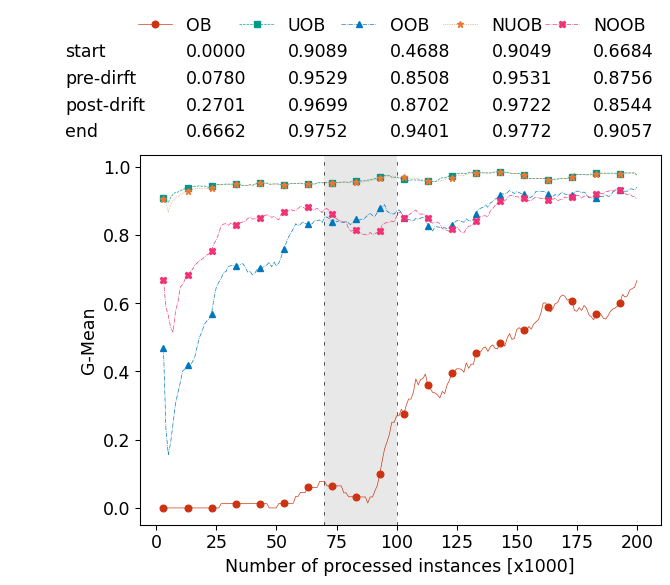 OB UOB OOB NUOB NOOB
start 0.0000 0.9089 0.4688 0.9049 0.6684
pre-dirft 0.0780 0.9529 0.8508 0.9531 0.8756
post-drift 0.2701 0.9699 0.8702 0.9722 0.8544
end 0.6662 0.9752 0.9401 0.9772 0.9057
1.0
0.8
0.6
0.4
0.2
0.0
G-Mean
0 25 50 75 100 125 150 175 200
Number of processed instances [x1000]